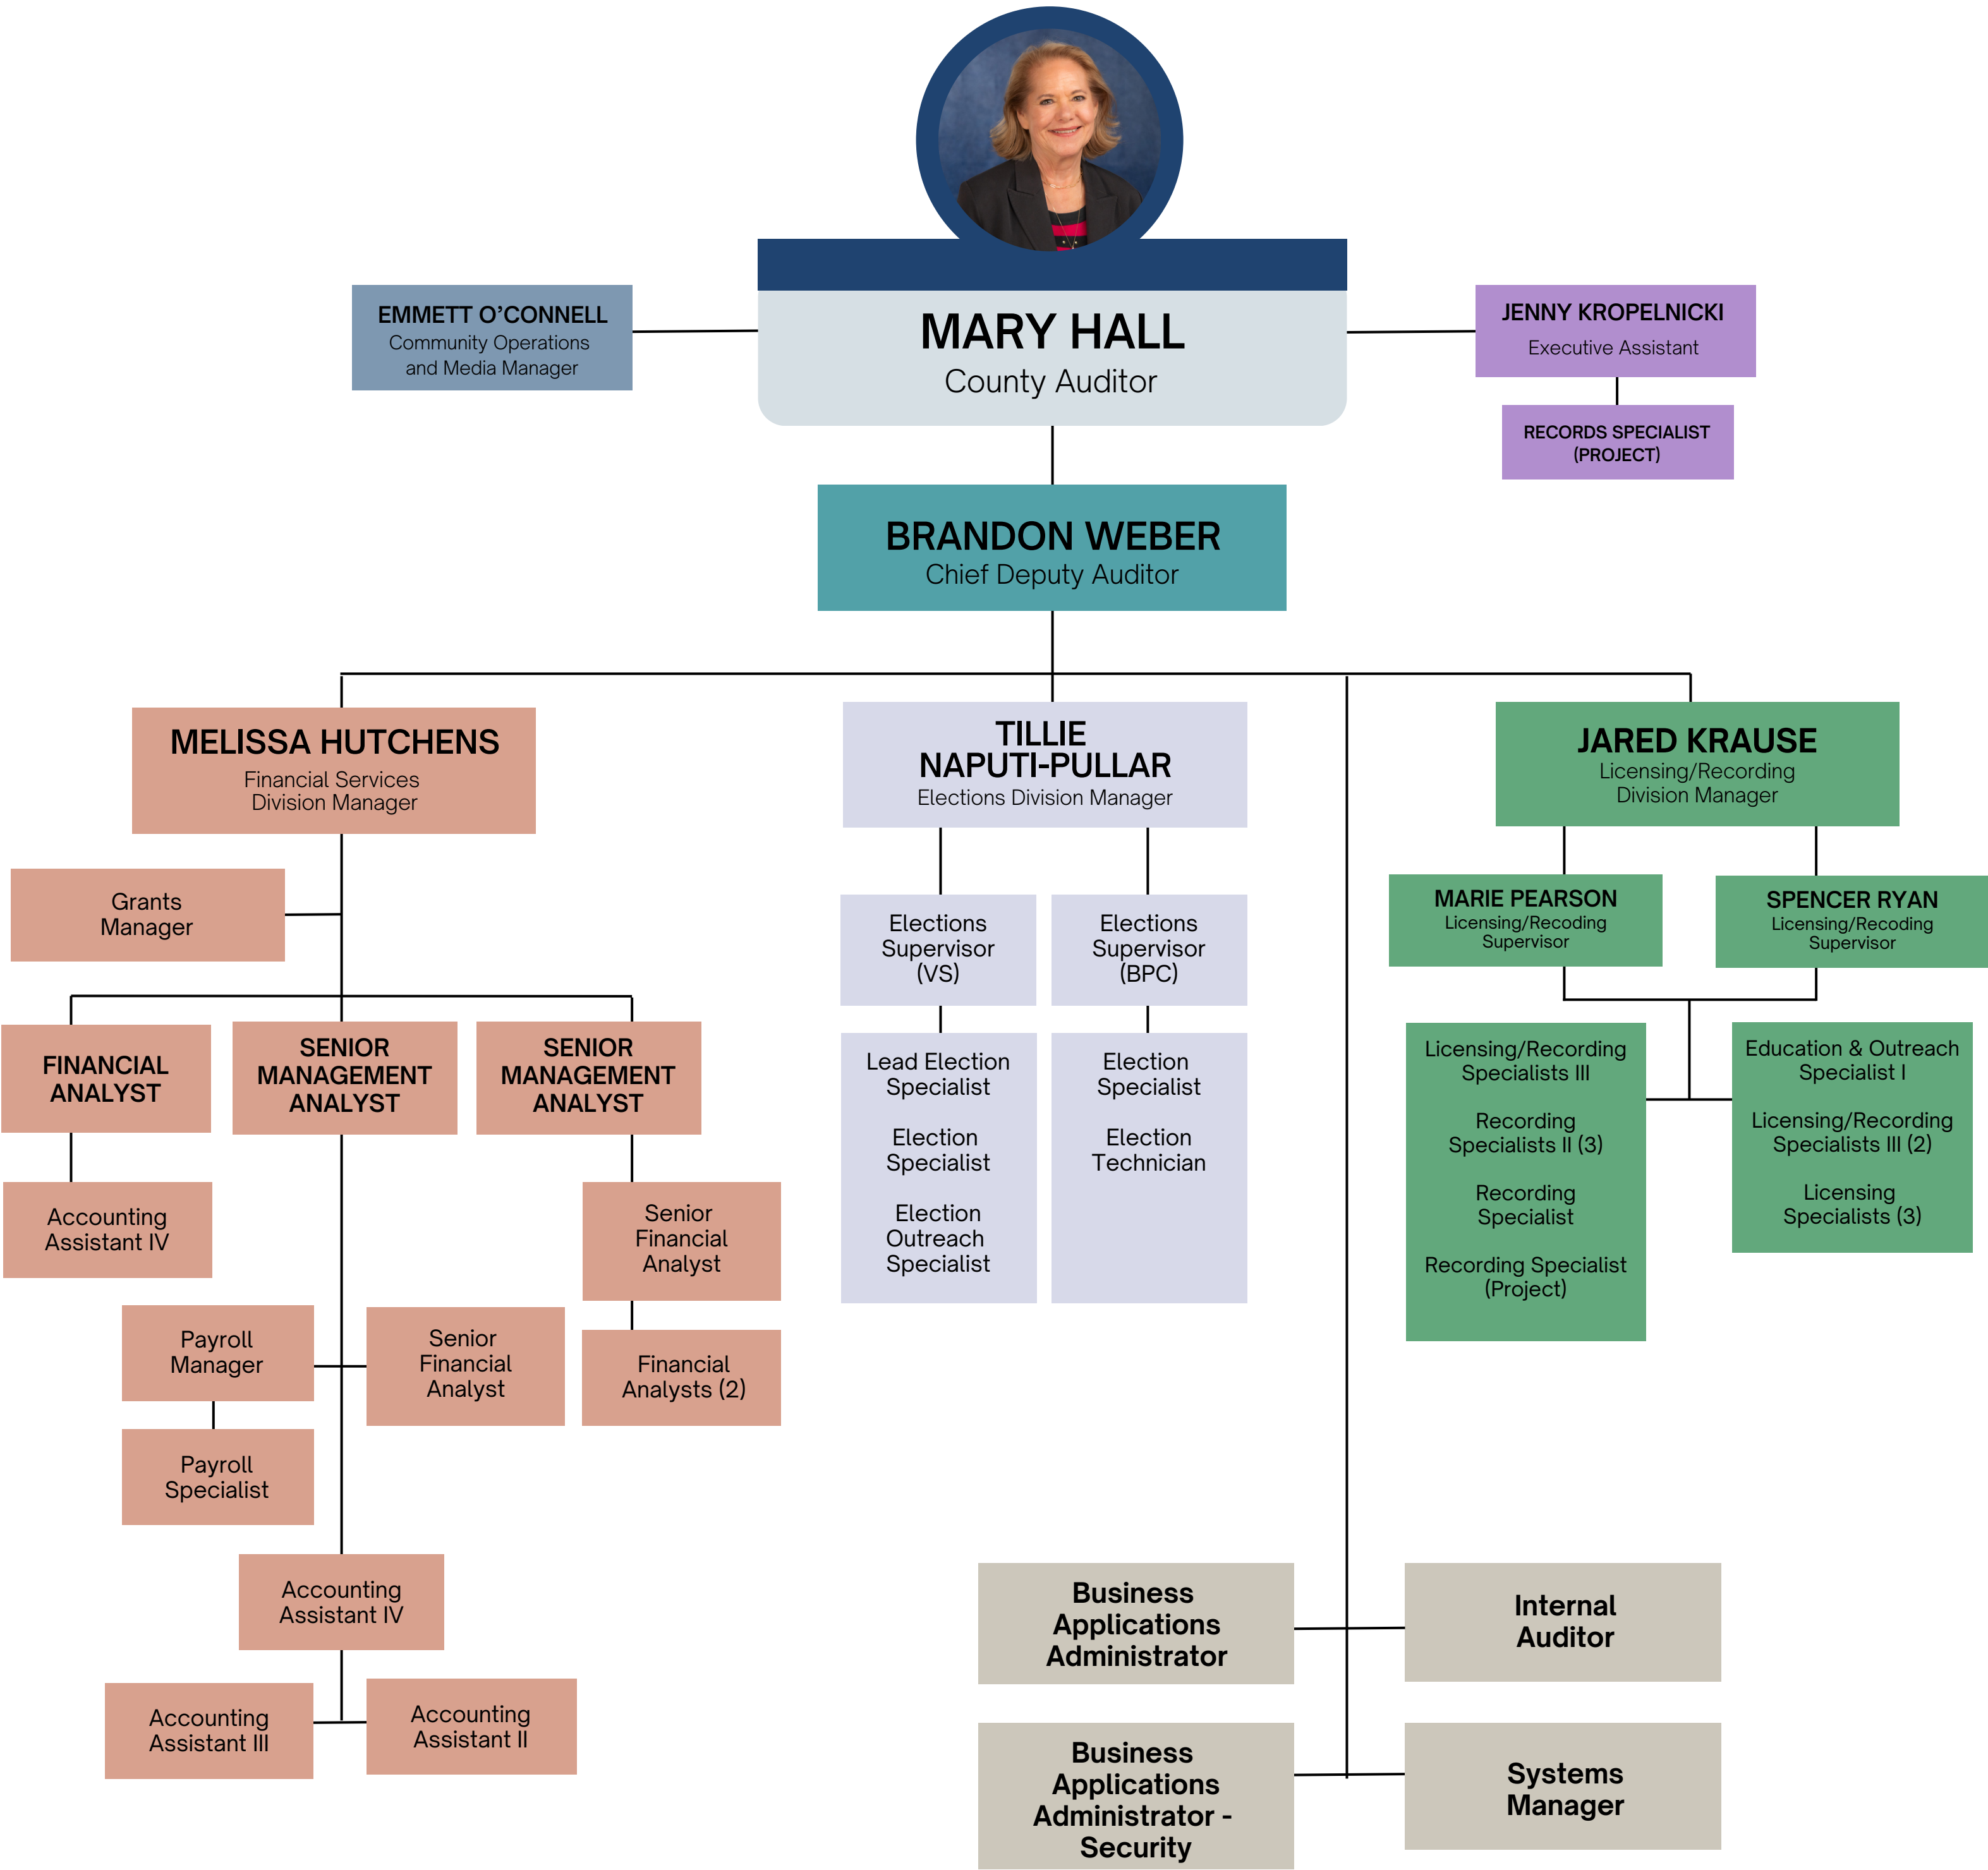 EMMETT O’CONNELL
Community Operations
and Media Manager
MARY HALL
County Auditor
JENNY KROPELNICKI
Executive Assistant
RECORDS SPECIALIST
(PROJECT)
BRANDON WEBER
Chief Deputy Auditor
MELISSA HUTCHENS
Financial Services
Division Manager
TILLIE
NAPUTI-PULLAR
Elections Division Manager
JARED KRAUSE
Licensing/Recording
Division Manager
Grants
Manager
FINANCIAL
ANALYST
SENIOR
MANAGEMENT
ANALYST
SENIOR
MANAGEMENT
ANALYST
Accounting
Assistant IV
Senior
Financial
Analyst
Payroll
Manager
Senior
Financial
Analyst
Financial
Analysts (2)
Payroll
Specialist
Accounting
Assistant IV
Accounting
Assistant III
Accounting
Assistant II
Elections
Supervisor
(VS)
Elections
Supervisor
(BPC)
Lead Election
Specialist
Election
Specialist
Election
Outreach
Specialist
Election
Specialist
Election
Technician
MARIE PEARSON
Licensing/Recoding
Supervisor
SPENCER RYAN
Licensing/Recoding
Supervisor
Licensing/Recording
Specialists III
Recording
Specialists II (3)
Recording
Specialist
Recording Specialist
(Project)
Education & Outreach
Specialist I
Licensing/Recording
Specialists III (2)
Licensing
Specialists (3)
Business
Applications
Administrator
Internal
Auditor
Business
Applications
Administrator -
Security
Systems
Manager